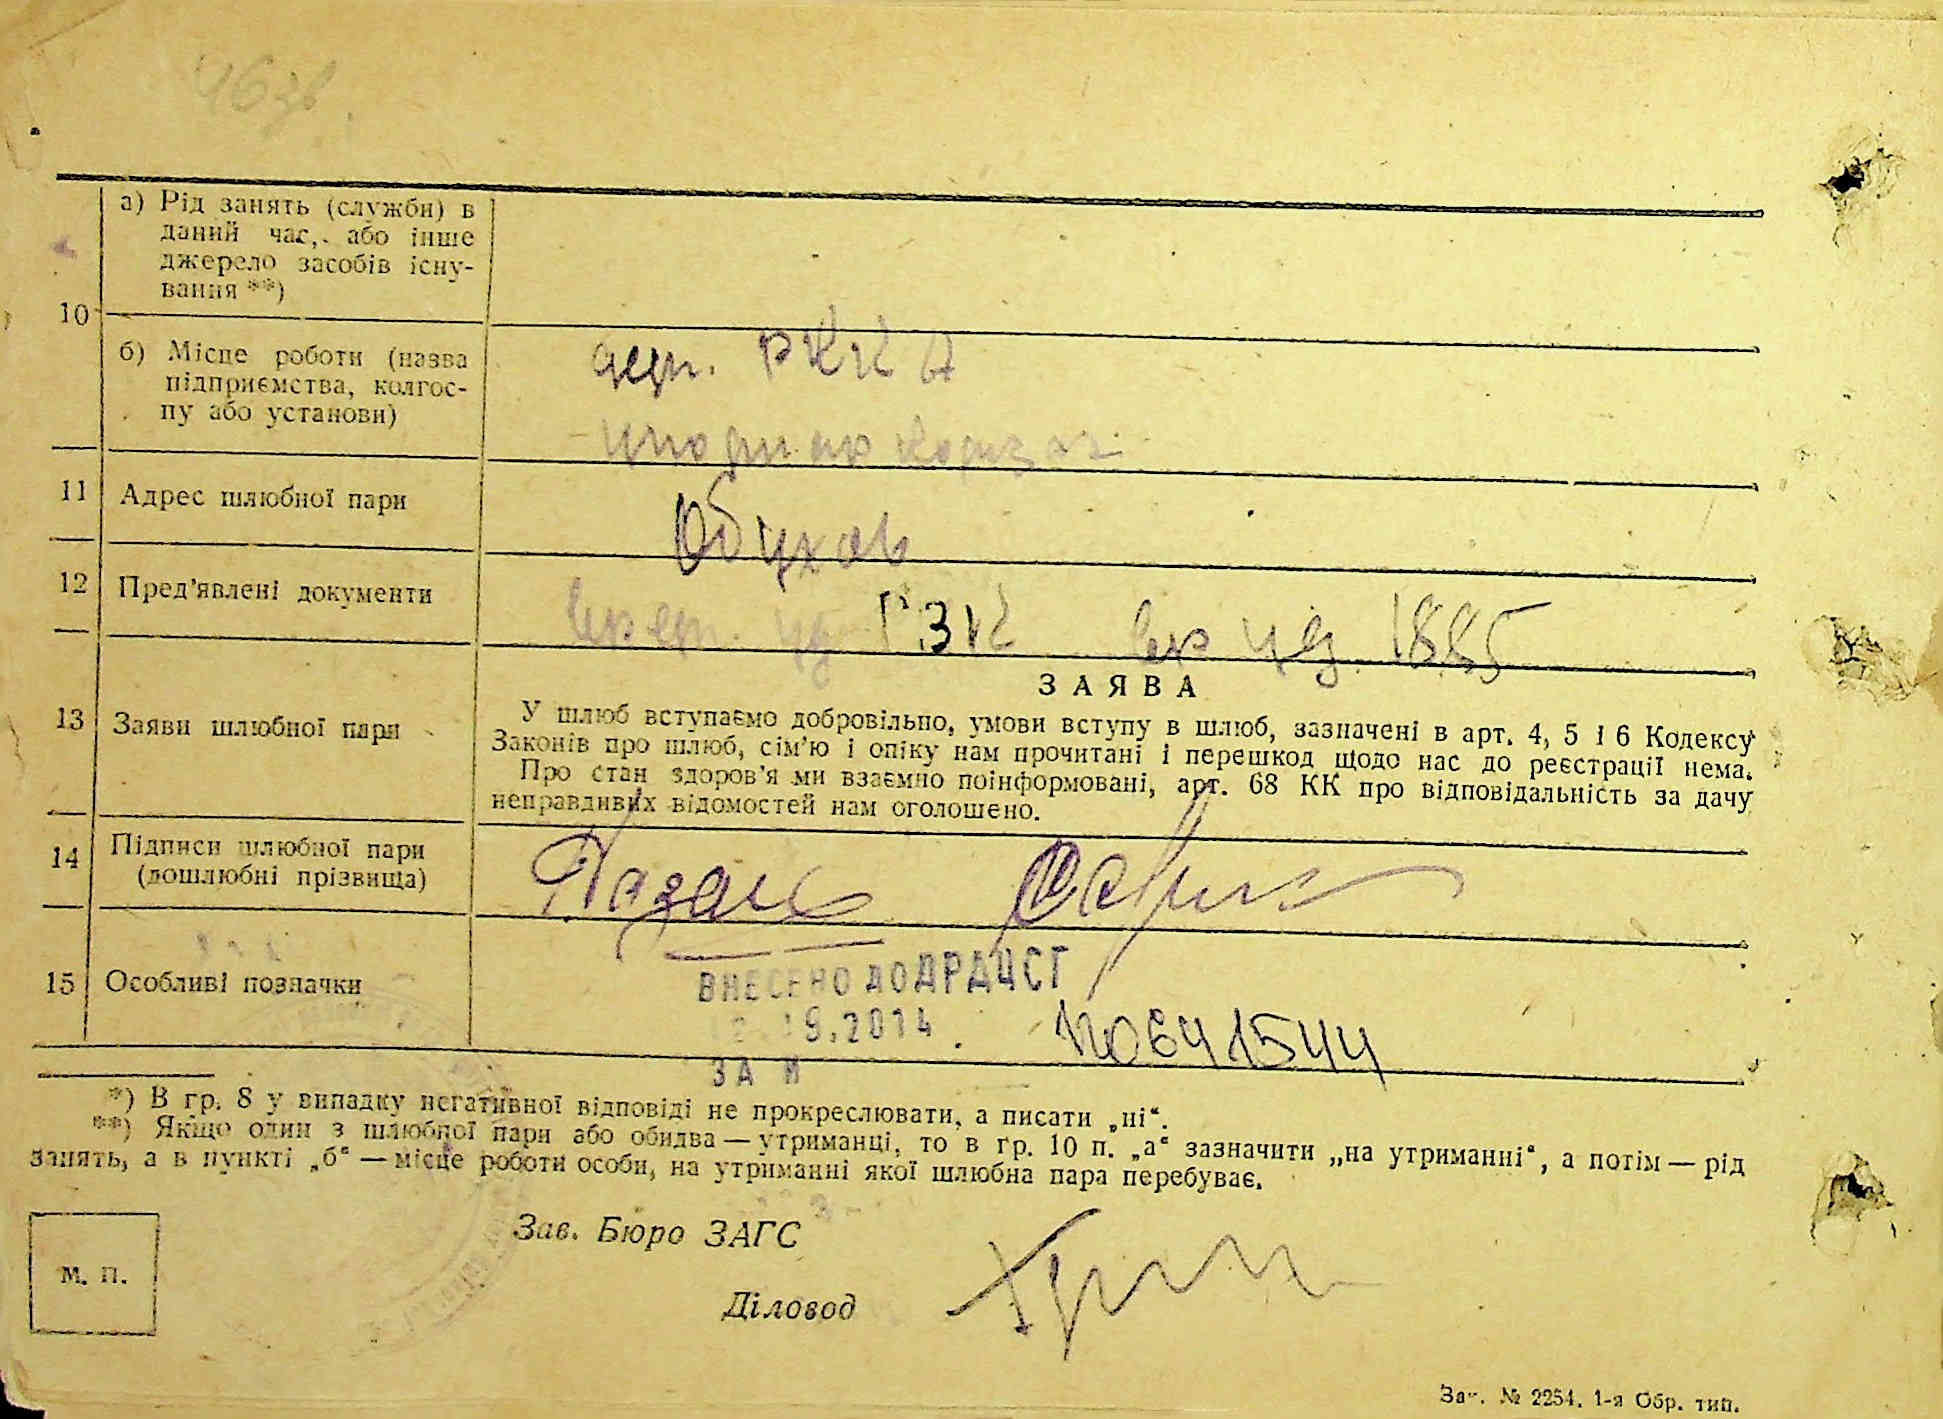 46зв
а) Рід занять (служби) в
даний час, або інше
джерело засобів існу-
вання **)
10
б) Місце роботи (назва
підприємства, колгос-
пу або установи)
РККА
11 Адрес шлюбної пари
Обухов
12 Пред'явлені документи
312 1885
13 Заяви шлюбної пари
ЗАЯВА
У шлюб вступаємо добровільно, умови вступу в шлюб, зазначені в арт. 4, 5 і 6 Кодексу
Законів про шлюб, сім'ю і опіку нам прочитані і перешкод щодо нас до реєстрації нема.
Про стан здоров'я ми взаємно поінформовані, арт. 68 КК про відповідальність за дачу
неправдивих відомостей нам оголошено.
14 Підписи шлюбної пари
(дошлюбні прізвища)
15 Особливі позначки
ВНЕСЕНО ДО ДРАЦСГ
9.2014
ЗА N
*) В гр. 8 у випадку негативної відповіді не прокреслювати, а писати „ні“.
**) Якщо один з шлюбної пари або обидва — утриманці, то в гр. 10 п. „а“ зазначити „на утриманні“, а потім — рід
занять, а в пункті „б“ — місце роботи особи, на утриманні якої шлюбна пара перебуває.
Зав. Бюро ЗАГС
М. П.
Діловод
Зак. № 2254. 1-я Обр. тип.